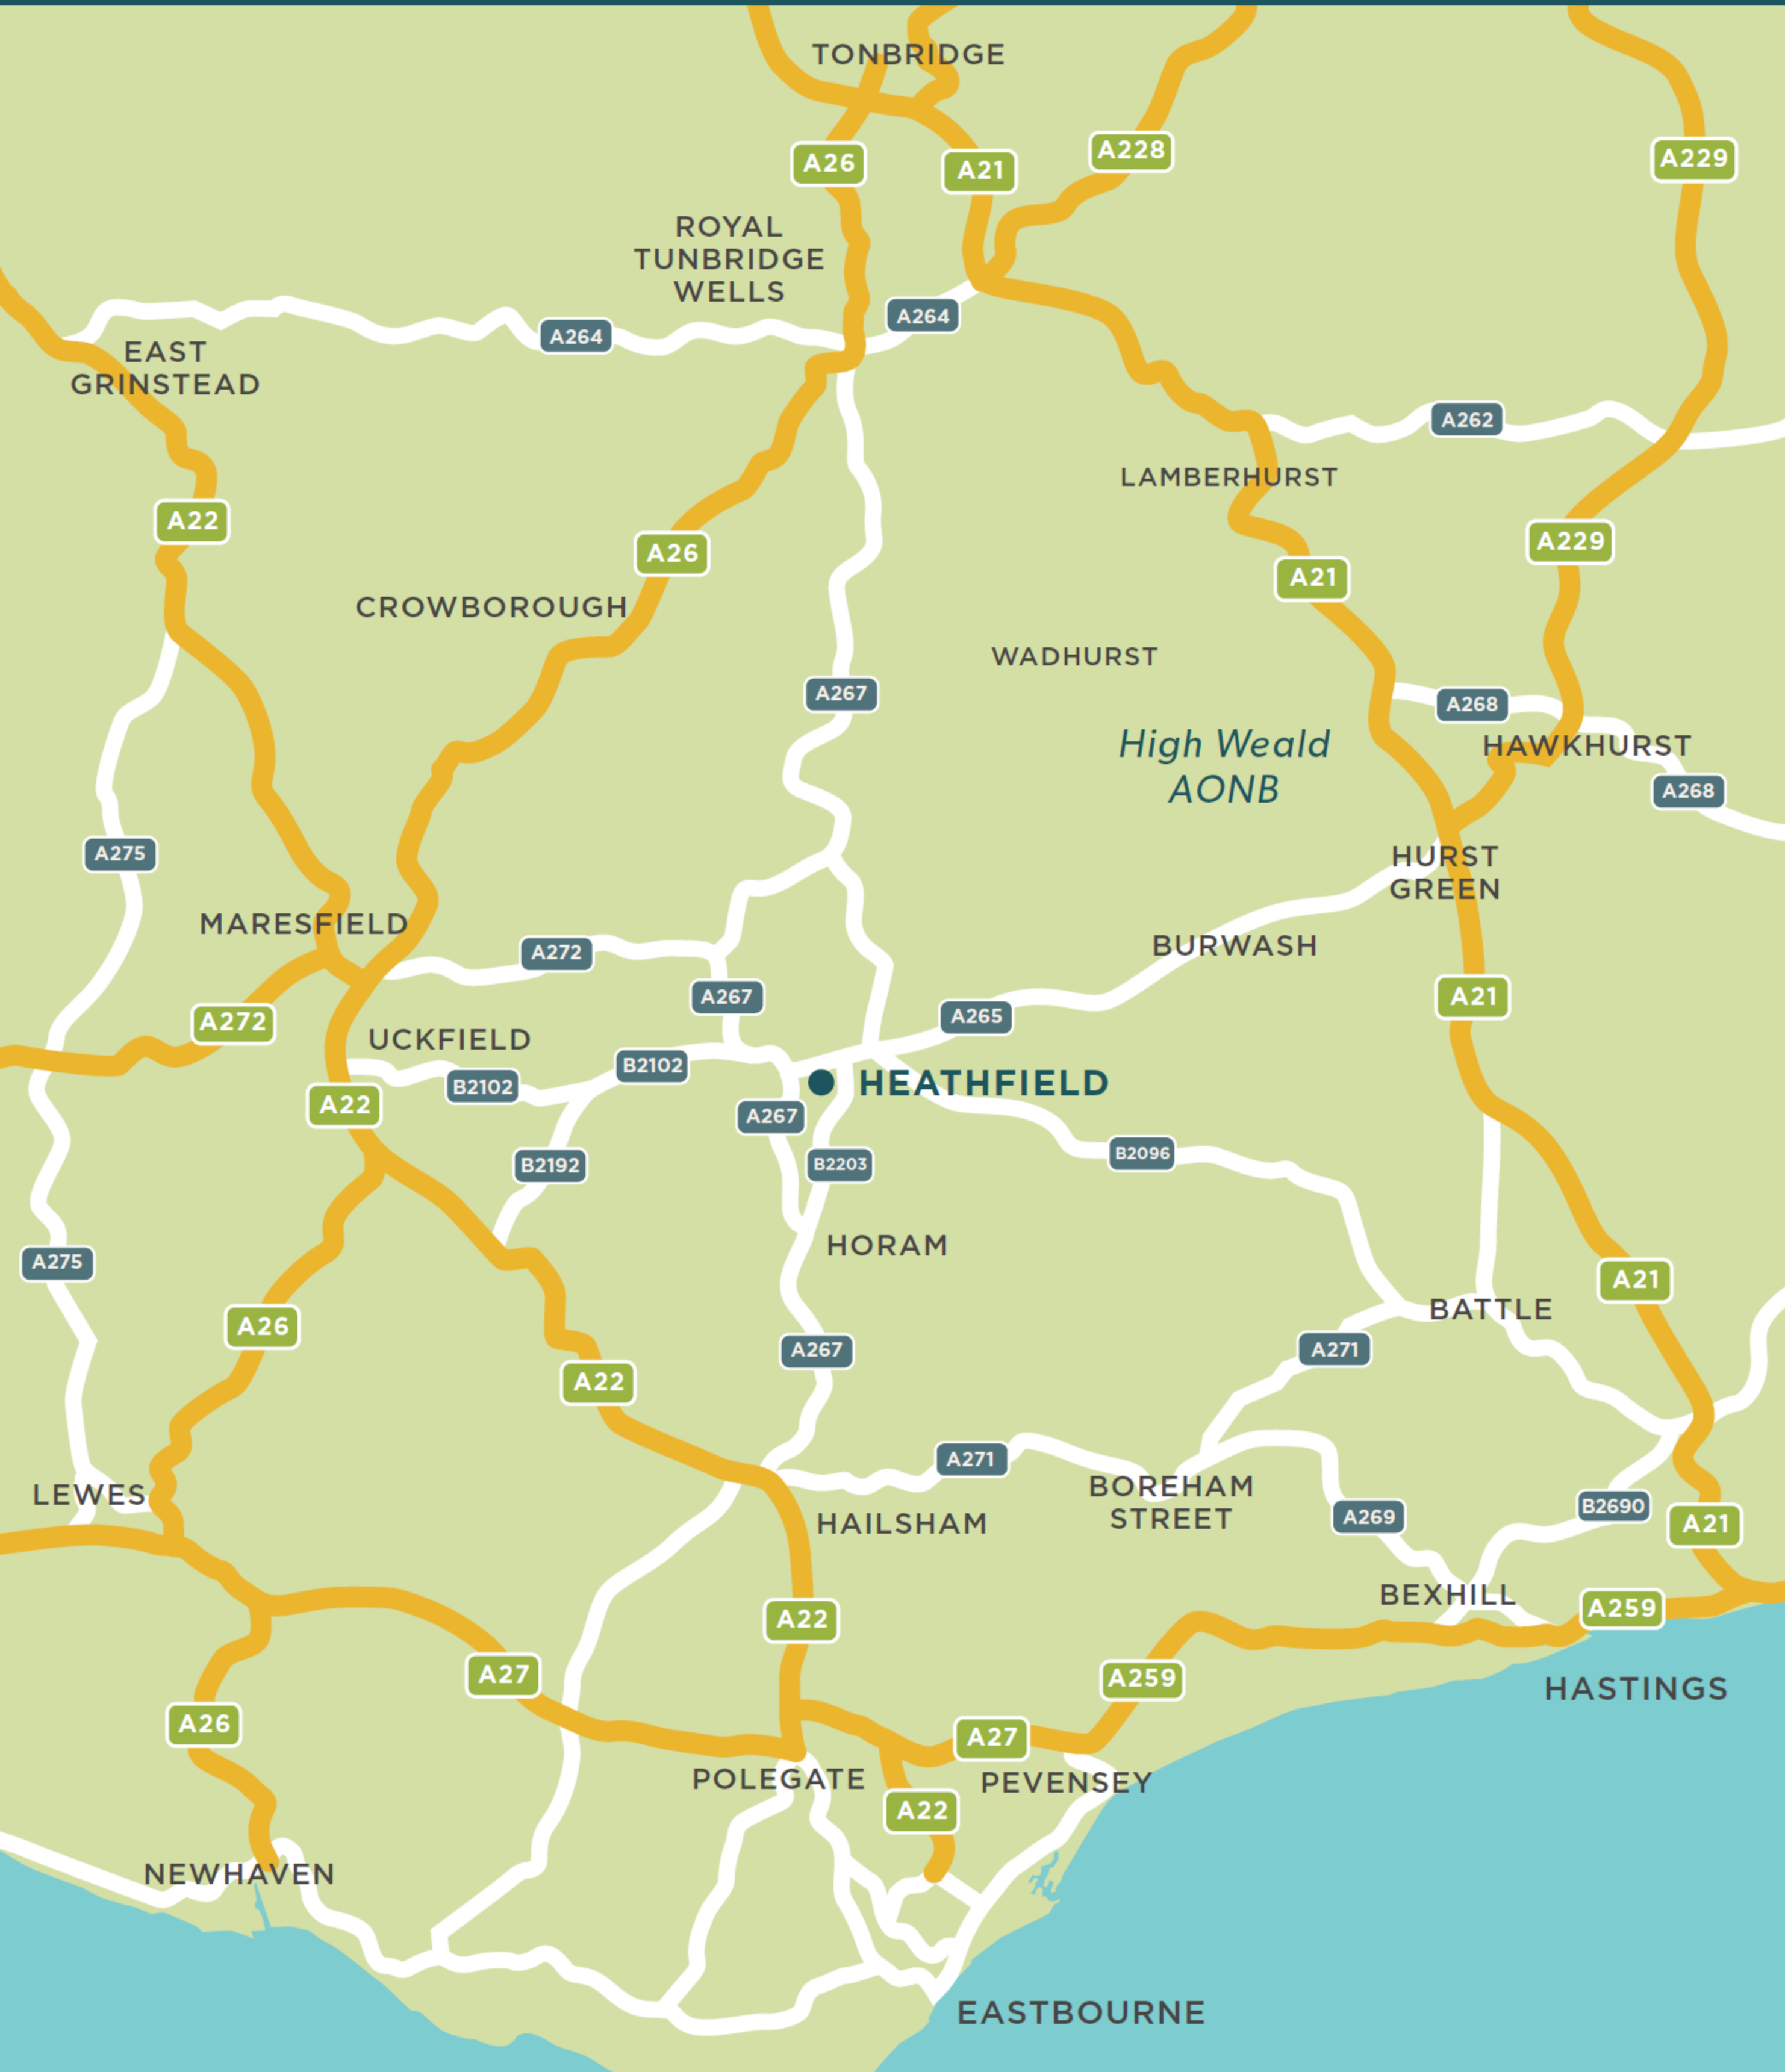 TONBRIDGE
A228
A229
A26
A21
ROYAL
TUNBRIDGE
WELLS
A264
A264
EAST
GRINSTEAD
A262
LAMBERHURST
A22
A26
A229
A21
CROWBOROUGH
WADHURST
A267
A268
High Weald
AONB
HAWKHURST
A268
A275
HURST
GREEN
MARESFIELD
A272
BURWASH
A267
A21
A272
A265
UCKFIELD
B2102
B2102
HEATHFIELD
A22
A267
B2192
B2203
B2096
HORAM
A275
A21
A26
BATTLE
A267
A271
A22
A271
LEWES
BOREHAM
STREET
HAILSHAM
A269
B2690
A21
BEXHILL
A259
A22
A27
A259
HASTINGS
A26
A27
POLEGATE
PEVENSEY
A22
NEWHAVEN
EASTBOURNE